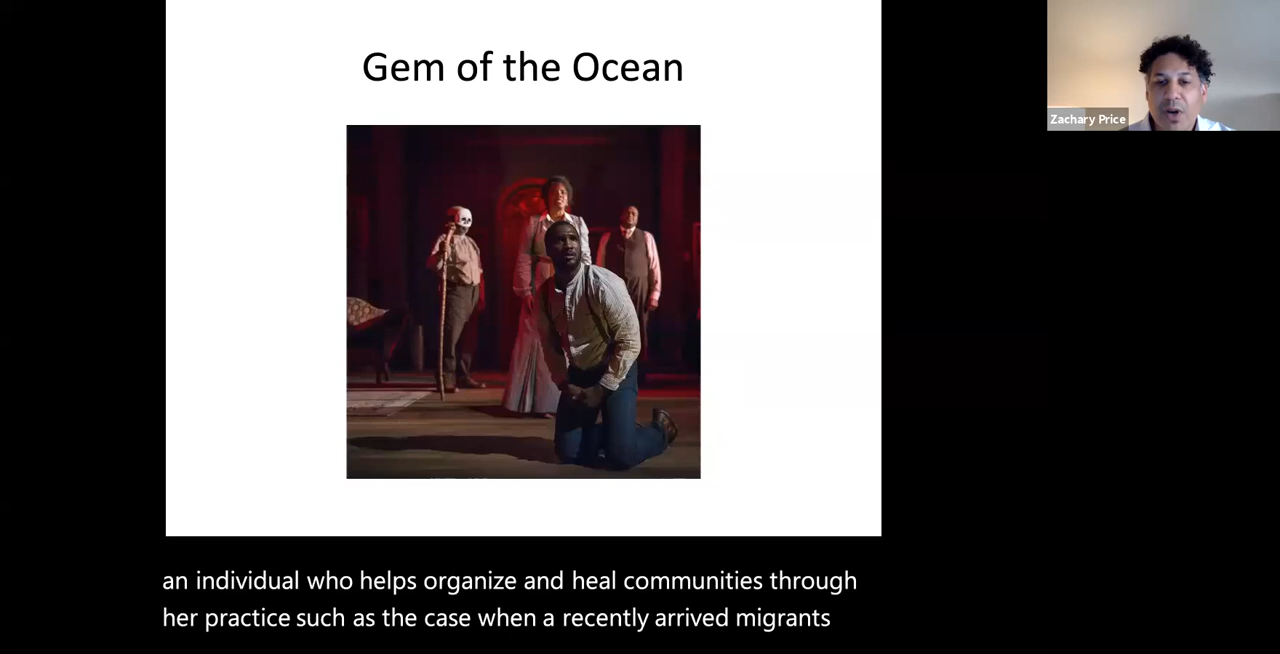 Gem of the Ocean
Zachary Price
an individual who helps organize and heal communities through
her practice such as the case when a recently arrived migrants